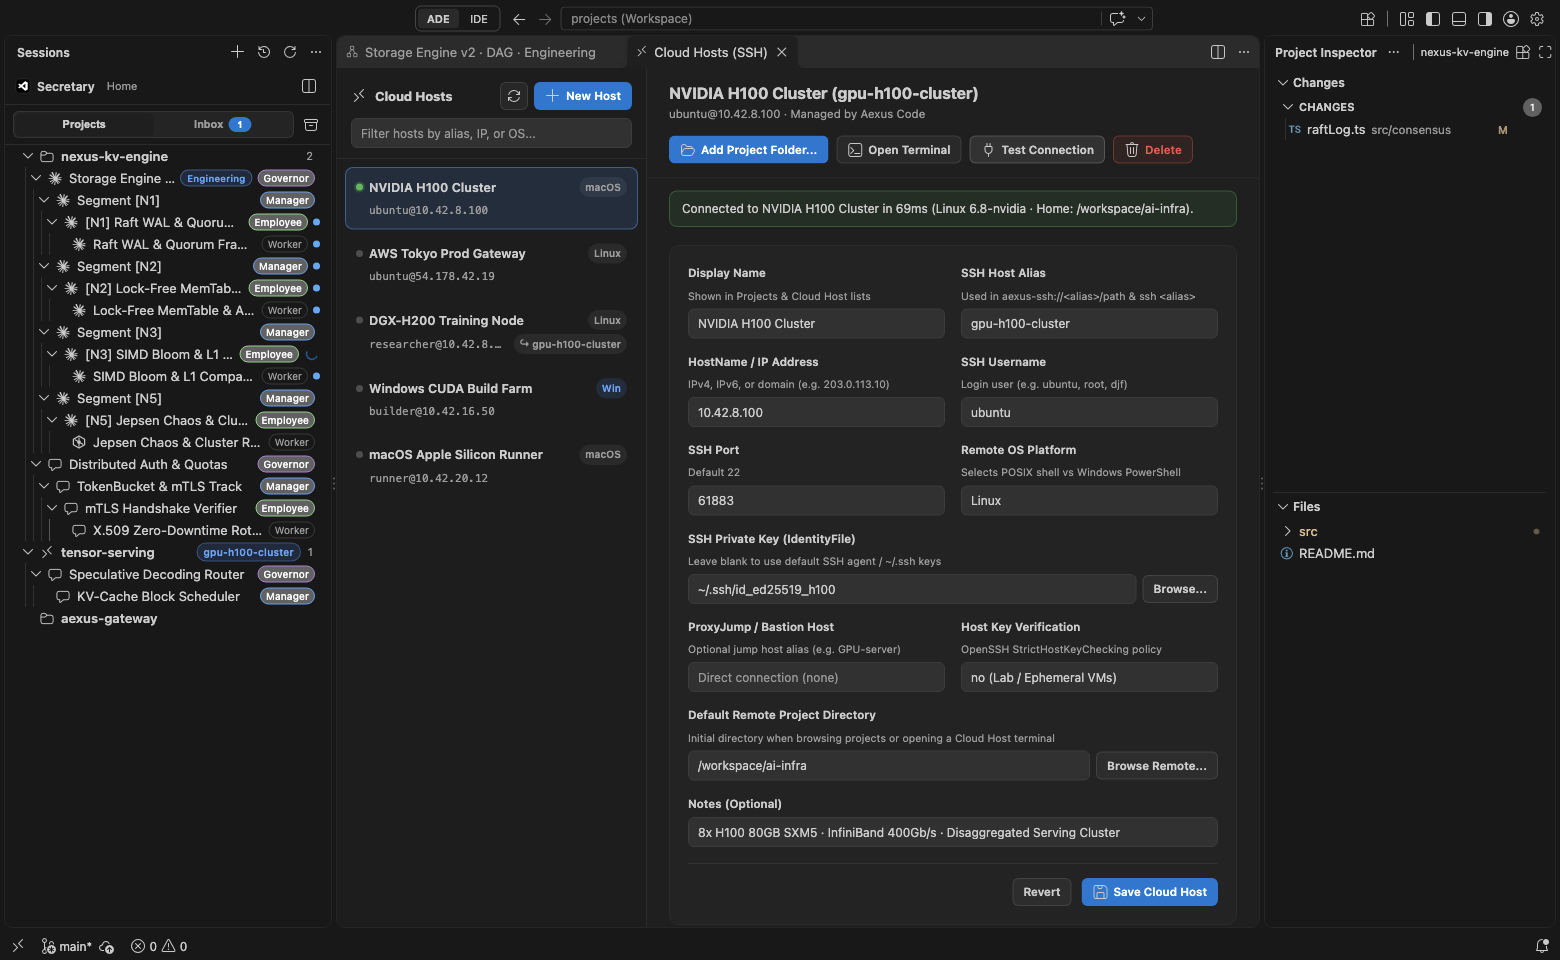 ADE
IDE
projects (Workspace)
Sessions
Secretary
Home
Projects
Inbox
1
nexus-kv-engine
2
Storage Engine ...
Engineering
Governor
Segment [N1]
Manager
[N1] Raft WAL & Quoru...
Employee
Raft WAL & Quorum Fra...
Worker
Segment [N2]
Manager
[N2] Lock-Free MemTab...
Employee
Lock-Free MemTable & A...
Worker
Segment [N3]
Manager
[N3] SIMD Bloom & L1 ...
Employee
SIMD Bloom & L1 Compa...
Worker
Segment [N5]
Manager
[N5] Jepsen Chaos & Clu...
Employee
Jepsen Chaos & Cluster R...
Worker
Distributed Auth & Quotas
Governor
TokenBucket & mTLS Track
Manager
mTLS Handshake Verifier
Employee
X.509 Zero-Downtime Rot...
Worker
tensor-serving
gpu-h100-cluster
1
Speculative Decoding Router
Governor
KV-Cache Block Scheduler
Manager
aexus-gateway
Storage Engine v2 · DAG · Engineering
Cloud Hosts (SSH)
Cloud Hosts
New Host
Filter hosts by alias, IP, or OS...
NVIDIA H100 Cluster
macOS
ubuntu@10.42.8.100
AWS Tokyo Prod Gateway
Linux
ubuntu@54.178.42.19
DGX-H200 Training Node
Linux
researcher@10.42.8....
gpu-h100-cluster
Windows CUDA Build Farm
Win
builder@10.42.16.50
macOS Apple Silicon Runner
macOS
runner@10.42.20.12
NVIDIA H100 Cluster (gpu-h100-cluster)
ubuntu@10.42.8.100 · Managed by Aexus Code
Add Project Folder...
Open Terminal
Test Connection
Delete
Connected to NVIDIA H100 Cluster in 69ms (Linux 6.8-nvidia · Home: /workspace/ai-infra).
Display Name
Shown in Projects & Cloud Host lists
NVIDIA H100 Cluster
SSH Host Alias
Used in aexus-ssh://<alias>/path & ssh <alias>
gpu-h100-cluster
HostName / IP Address
IPv4, IPv6, or domain (e.g. 203.0.113.10)
10.42.8.100
SSH Username
Login user (e.g. ubuntu, root, djf)
ubuntu
SSH Port
Default 22
61883
Remote OS Platform
Selects POSIX shell vs Windows PowerShell
Linux
SSH Private Key (IdentityFile)
Leave blank to use default SSH agent / ~/.ssh keys
~/.ssh/id_ed25519_h100
Browse...
ProxyJump / Bastion Host
Optional jump host alias (e.g. GPU-server)
Direct connection (none)
Host Key Verification
OpenSSH StrictHostKeyChecking policy
no (Lab / Ephemeral VMs)
Default Remote Project Directory
Initial directory when browsing projects or opening a Cloud Host terminal
/workspace/ai-infra
Browse Remote...
Notes (Optional)
8x H100 80GB SXM5 · InfiniBand 400Gb/s · Disaggregated Serving Cluster
Revert
Save Cloud Host
Project Inspector
nexus-kv-engine
Changes
CHANGES
1
TS raftLog.ts src/consensus
M
Files
src
README.md
main*
0
0